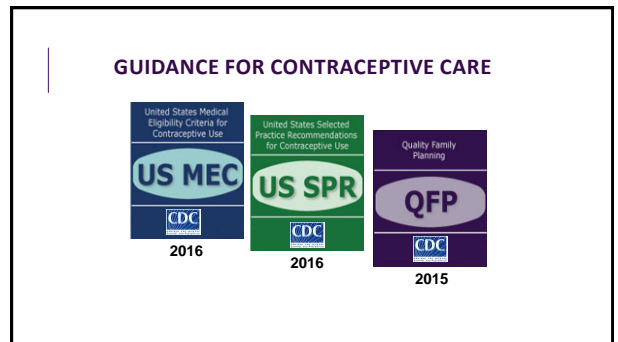 GUIDANCE FOR CONTRACEPTIVE CARE
United States Medical
Eligibility Criteria for
Contraceptive Use
US MEC
CDC
2016
United States Selected
Practice Recommendations
for Contraceptive Use
US SPR
CDC
2016
Quality Family
Planning
QFP
CDC
2015